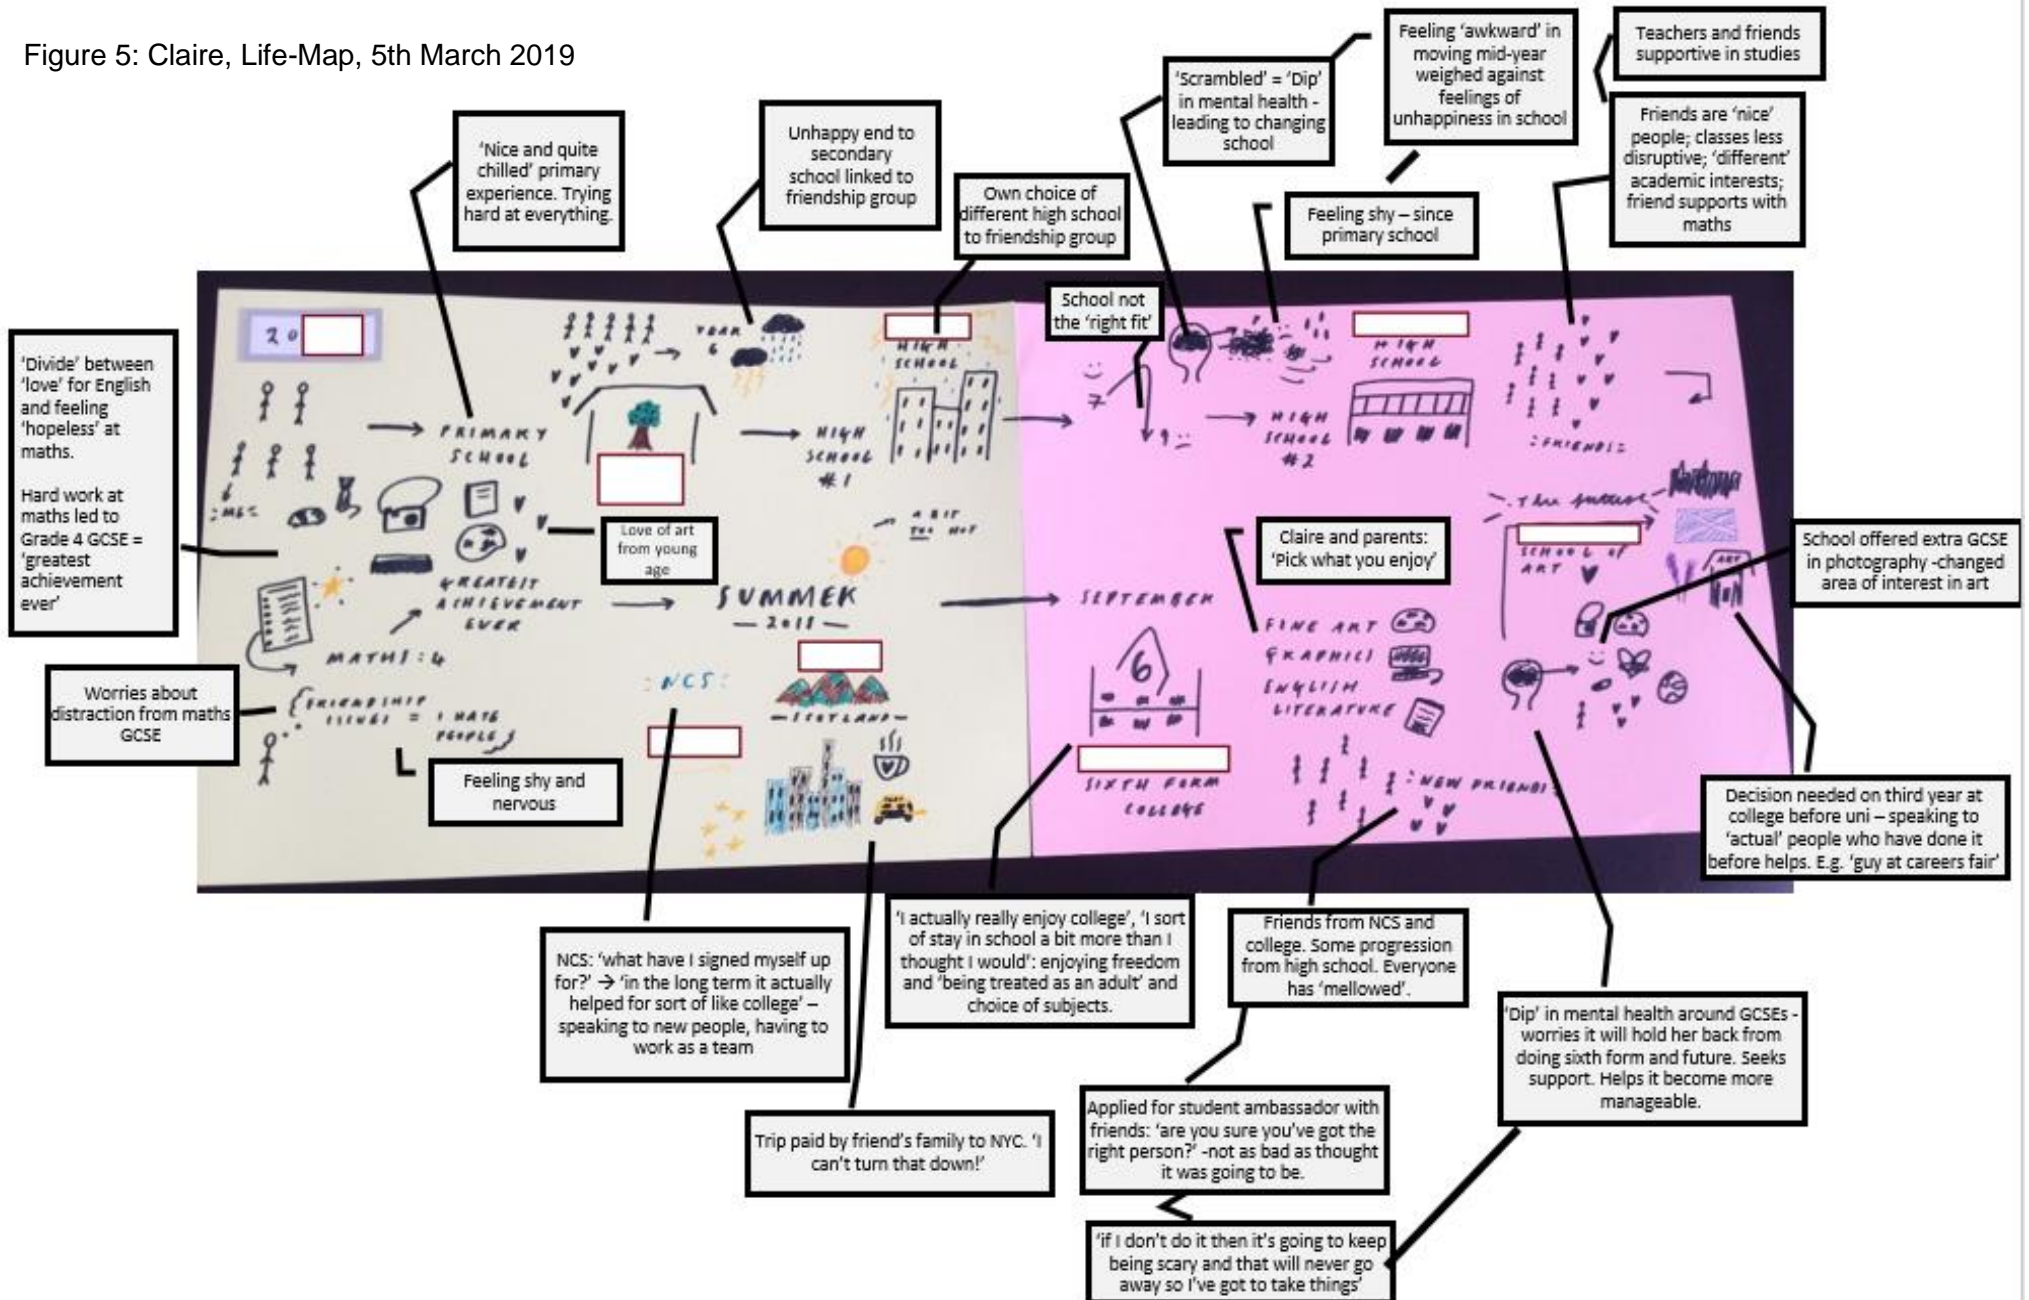 Figure 5: Claire, Life-Map, 5th March 2019
'Nice and quite
chilled' primary
experience. Trying
hard at everything.
Unhappy end to
secondary
school linked to
friendship group
Own choice of
different high school
to friendship group
'Scrambled' = 'Dip'
in mental health -
leading to changing
school
Feeling 'awkward' in
moving mid-year
weighed against
feelings of
unhappiness in school
Feeling shy – since
primary school
Teachers and friends
supportive in studies
Friends are 'nice'
people; classes less
disruptive; 'different'
academic interests;
friend supports with
maths
School not
the 'right fit'
'Divide' between
'love' for English
and feeling
'hopeless' at
maths.
Hard work at
maths led to
Grade 4 GCSE =
'greatest
achievement
ever'
20
:ME:
PRIMARY
SCHOOL
YEAR
6
HIGH
SCHOOL
HIGH
SCHOOL
#1
7
9
HIGH
SCHOOL
#2
HIGH
SCHOOL
:FRIENDS:
Love of art
from young
age
Worries about
distraction from maths
GCSE
MATHS: 4
GREATEST
ACHIEVEMENT
EVER
FRIENDSHIP
ISSUES = I HATE
PEOPLE
Feeling shy and
nervous
SUMMER
— 2018 —
A BIT
TOO HOT
:NCS:
—SCOTLAND—
TAXI
SEPTEMBER
6
SIXTH FORM
COLLEGE
Claire and parents:
'Pick what you enjoy'
FINE ART
GRAPHICS
ENGLISH
LITERATURE
:NEW FRIENDS:
The future
SCHOOL OF
ART
ART
School offered extra GCSE
in photography -changed
area of interest in art
Decision needed on third year at
college before uni – speaking to
'actual' people who have done it
before helps. E.g. 'guy at careers fair'
NCS: 'what have I signed myself up
for?' → 'in the long term it actually
helped for sort of like college' –
speaking to new people, having to
work as a team
Trip paid by friend's family to NYC. 'I
can't turn that down!'
'I actually really enjoy college', 'I sort
of stay in school a bit more than I
thought I would': enjoying freedom
and 'being treated as an adult' and
choice of subjects.
Friends from NCS and
college. Some progression
from high school. Everyone
has 'mellowed'.
Applied for student ambassador with
friends: 'are you sure you've got the
right person?' -not as bad as thought
it was going to be.
'if I don't do it then it's going to keep
being scary and that will never go
away so I've got to take things'
'Dip' in mental health around GCSEs -
worries it will hold her back from
doing sixth form and future. Seeks
support. Helps it become more
manageable.